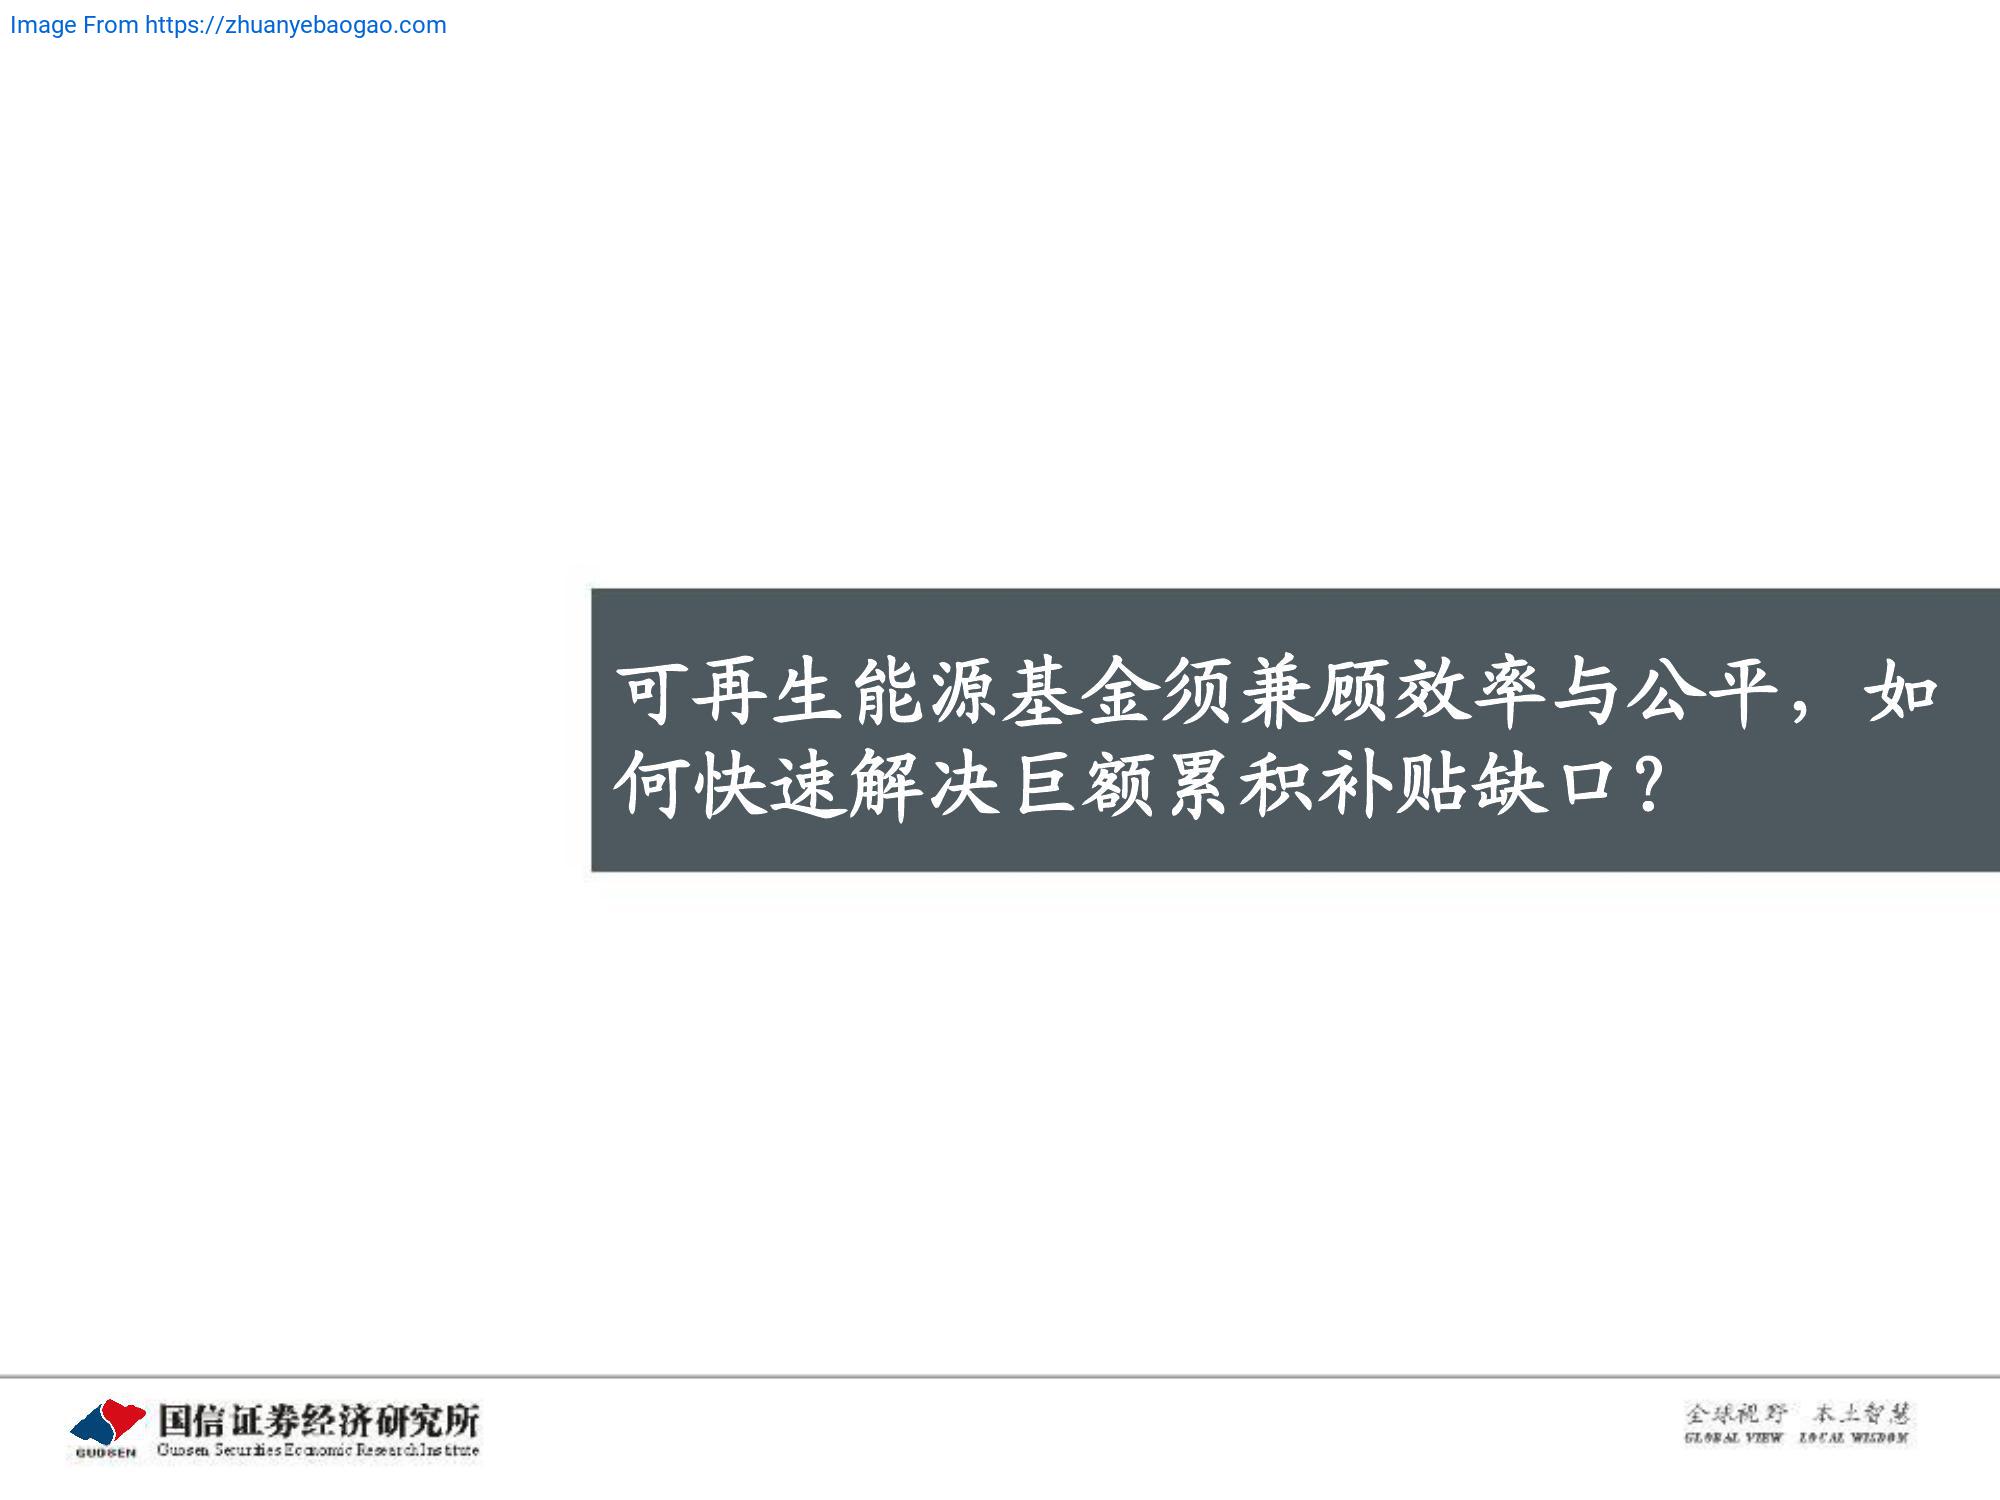 Image From https://zhuanyebaogao.com
可再生能源基金须兼顾效率与公平，如
何快速解决巨额累积补贴缺口？
国信证券经济研究所
GUOSEN
Guosen Securities Economic Research Institute
全球视野 本土智慧
GLOBAL VIEW LOCAL WISDOM